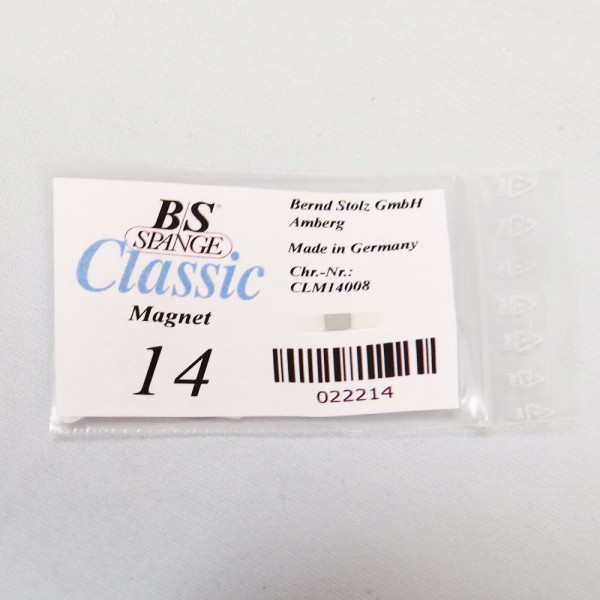 B/S®
SPANGE
Classic
Magnet
14
Bernd Stolz GmbH
Amberg
Made in Germany
Chr.-Nr.:
CLM14008
022214